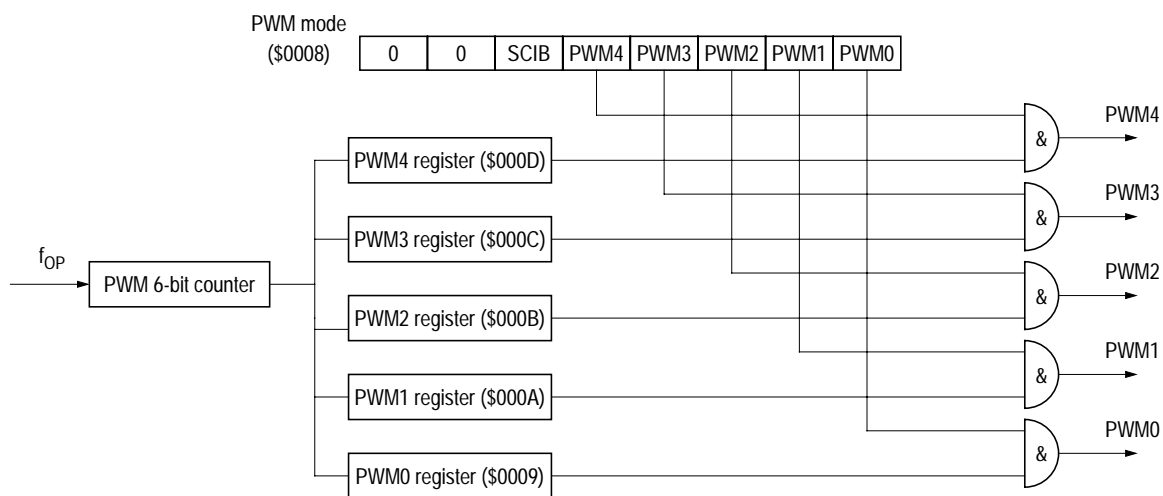 PWM mode
($0008)
0 0 SCIB PWM4 PWM3 PWM2 PWM1 PWM0
PWM4
&
PWM4 register ($000D)
PWM3
&
PWM3 register ($000C)
fOP
PWM 6-bit counter
PWM2
&
PWM2 register ($000B)
PWM1
&
PWM1 register ($000A)
PWM0
&
PWM0 register ($0009)